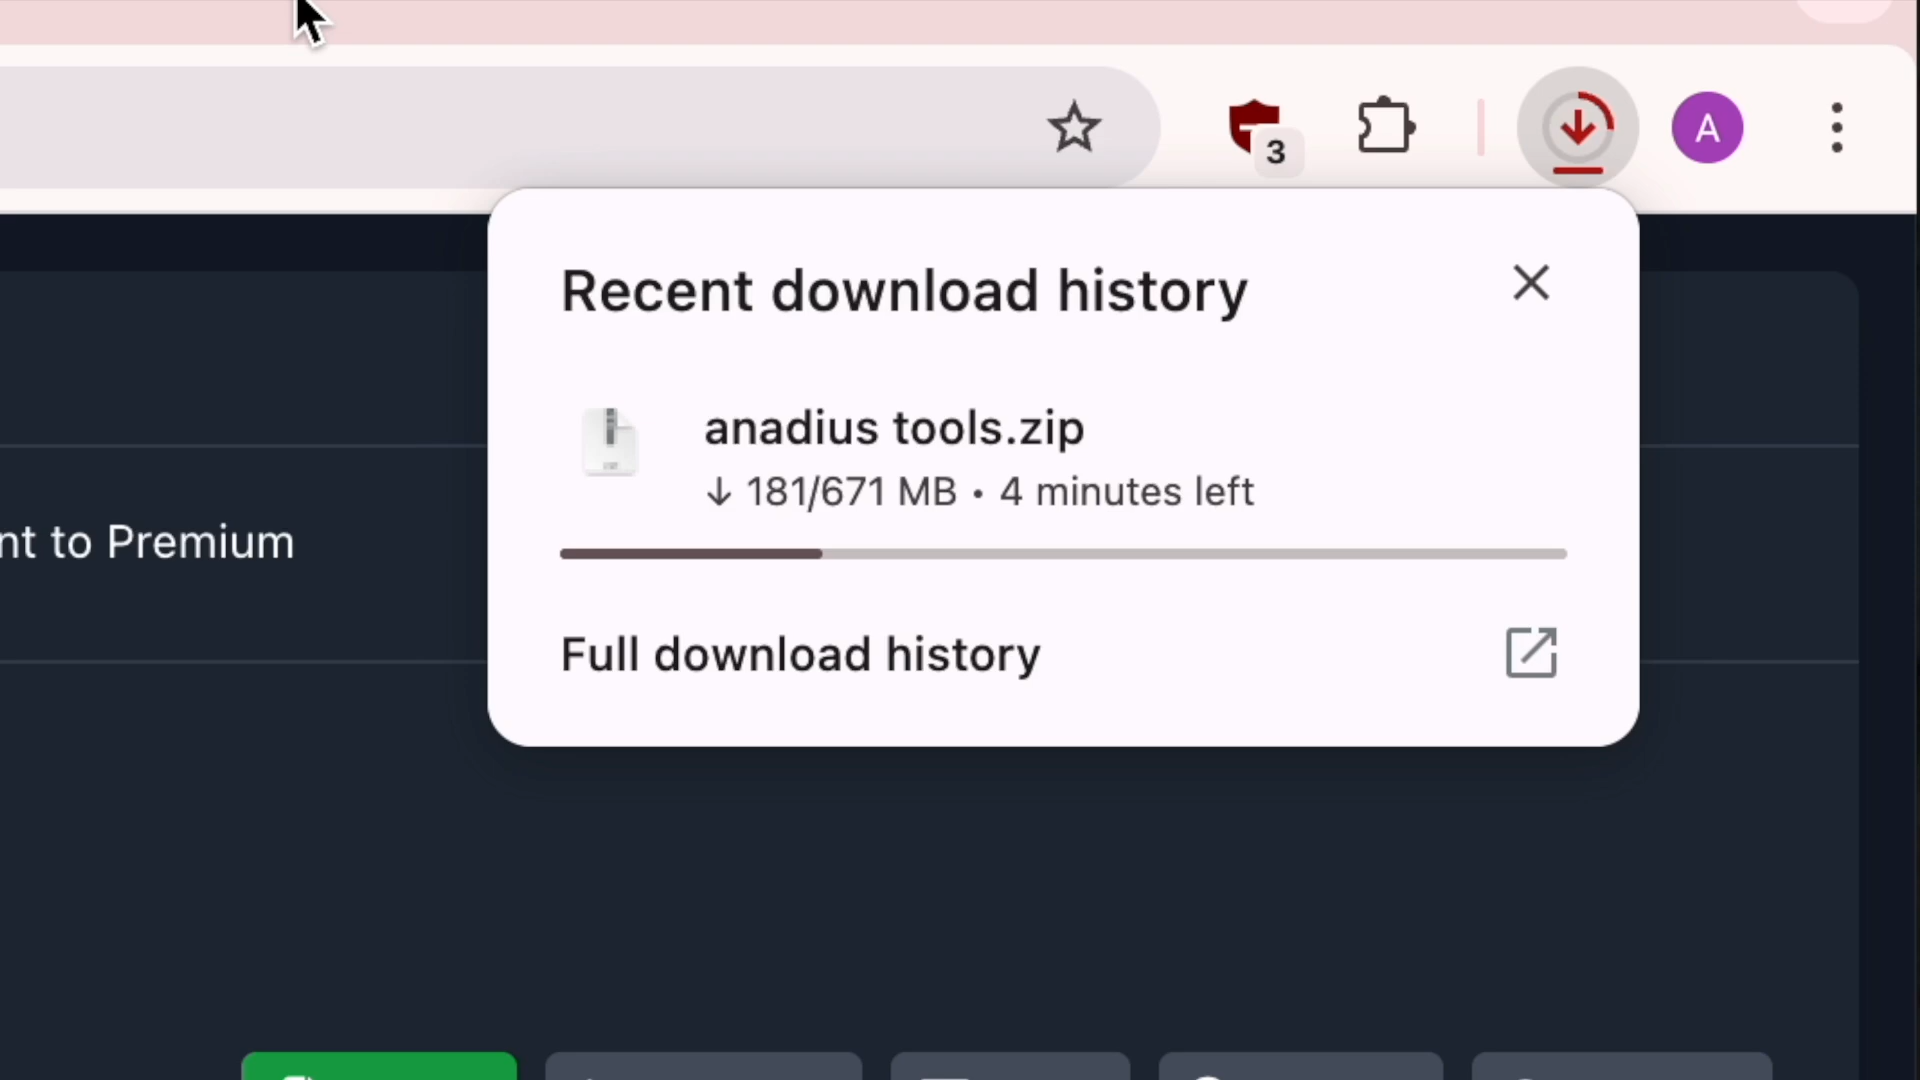 3
A
Recent download history
anadius tools.zip
↓ 181/671 MB • 4 minutes left
nt to Premium
Full download history